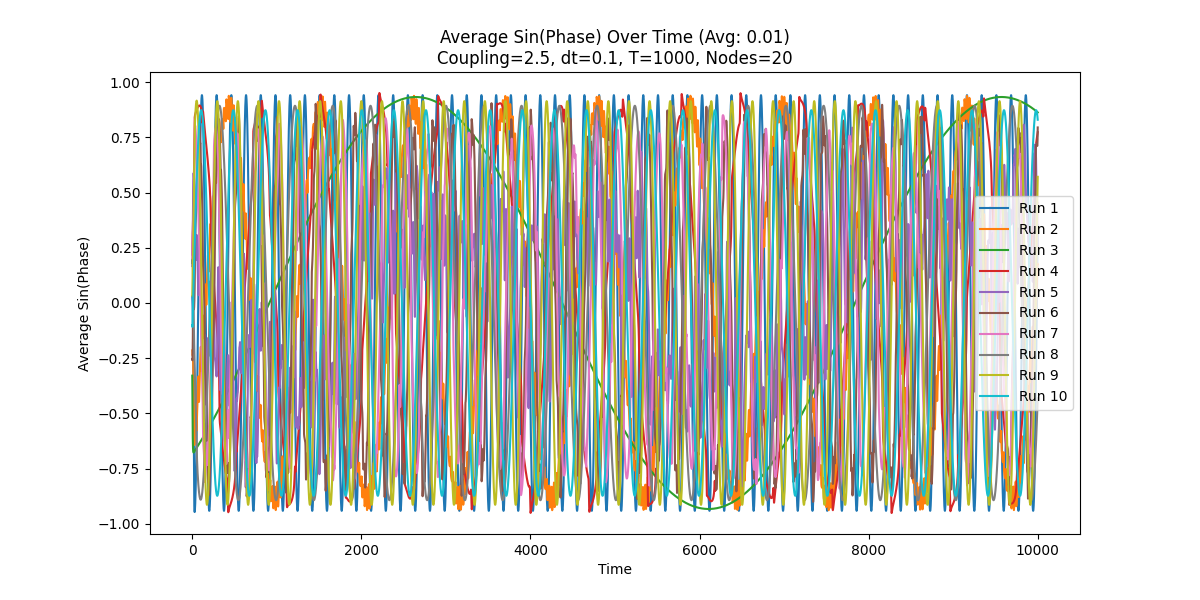 Average Sin(Phase) Over Time (Avg: 0.01)
Coupling=2.5, dt=0.1, T=1000, Nodes=20
Average Sin(Phase)
1.00
0.75
0.50
0.25
0.00
−0.25
−0.50
−0.75
−1.00
Run 1
Run 2
Run 3
Run 4
Run 5
Run 6
Run 7
Run 8
Run 9
Run 10
0
2000
4000
6000
8000
10000
Time